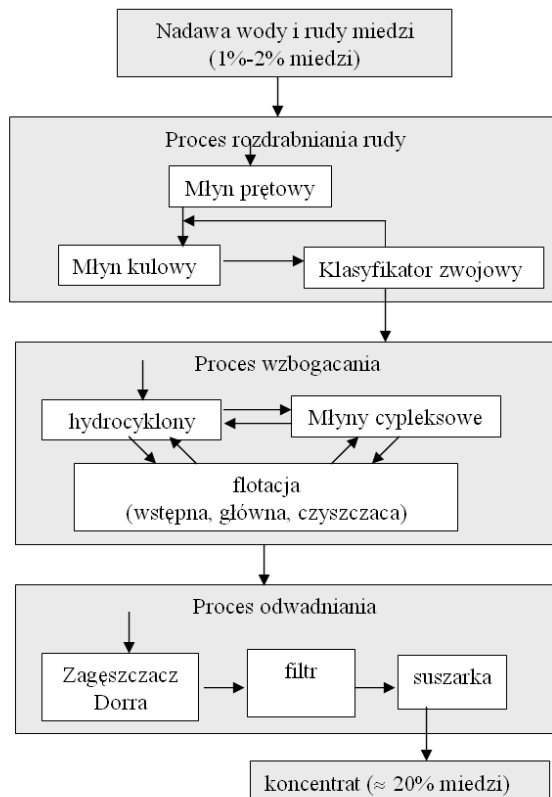 Nadawa wody i rudy miedzi
(1%-2% miedzi)
Proces rozdrabniania rudy
Młyn prętowy
Młyn kulowy
Klasyfikator zwojowy
Proces wzbogacania
hydrocyklony
Młyny cypleksowe
flotacja
(wstępna, główna, czyszczaca)
Proces odwadniania
Zagęszczacz
Dorra
filtr
suszarka
koncentrat (≈ 20% miedzi)